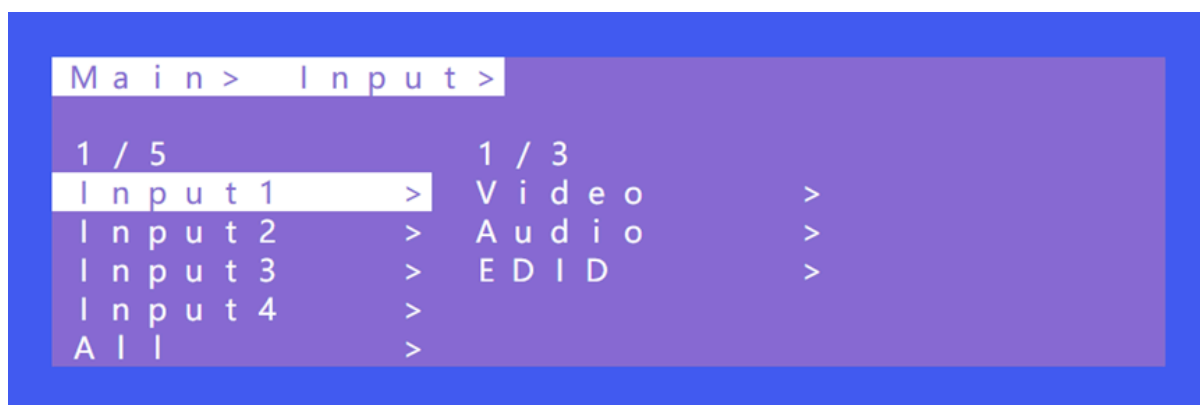 Main> Input>
1/5 1/3
Input1 > Video >
Input2 > Audio >
Input3 > EDID >
Input4 >
All >